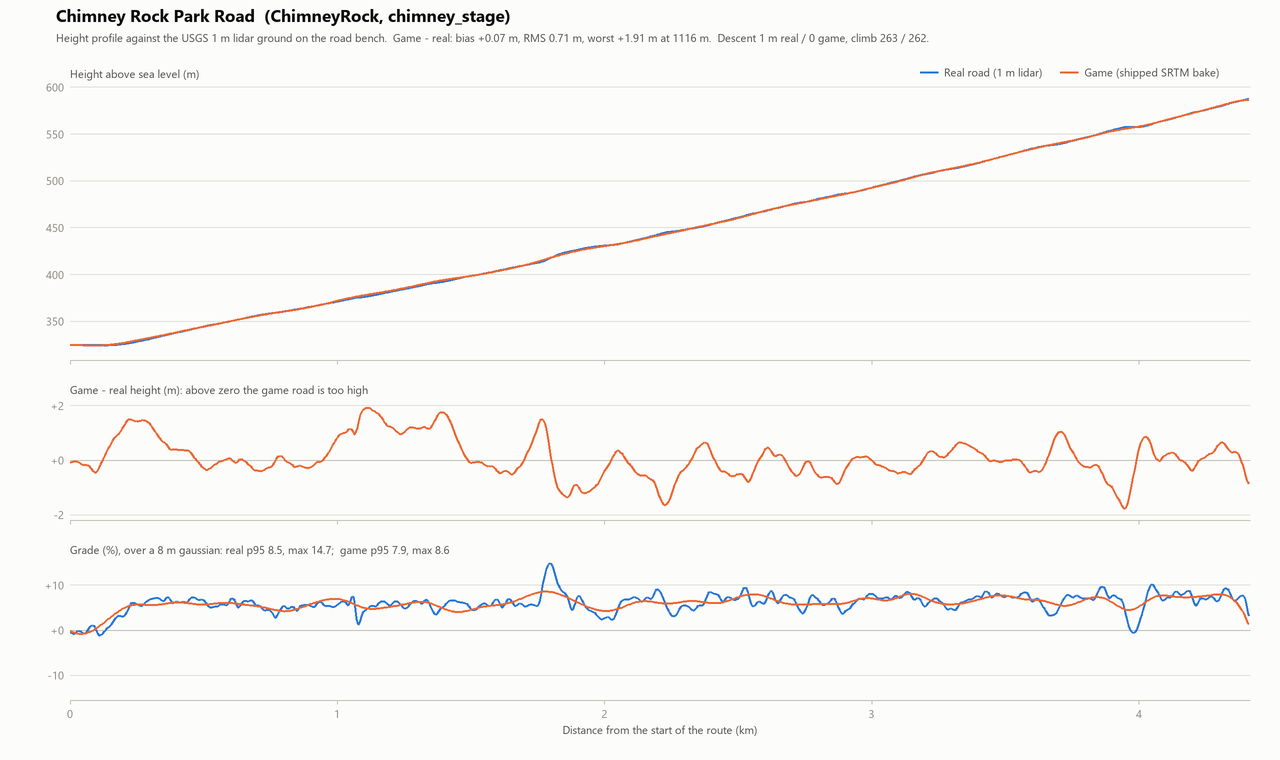 Chimney Rock Park Road (ChimneyRock, chimney_stage)
Height profile against the USGS 1 m lidar ground on the road bench. Game - real: bias +0.07 m, RMS 0.71 m, worst +1.91 m at 1116 m. Descent 1 m real / 0 game, climb 263 / 262.
Height above sea level (m)
Real road (1 m lidar)
Game (shipped SRTM bake)
600
550
500
450
400
350
Game - real height (m): above zero the game road is too high
+2
+0
-2
Grade (%), over a 8 m gaussian: real p95 8.5, max 14.7; game p95 7.9, max 8.6
+10
+0
-10
0 1 2 3 4
Distance from the start of the route (km)